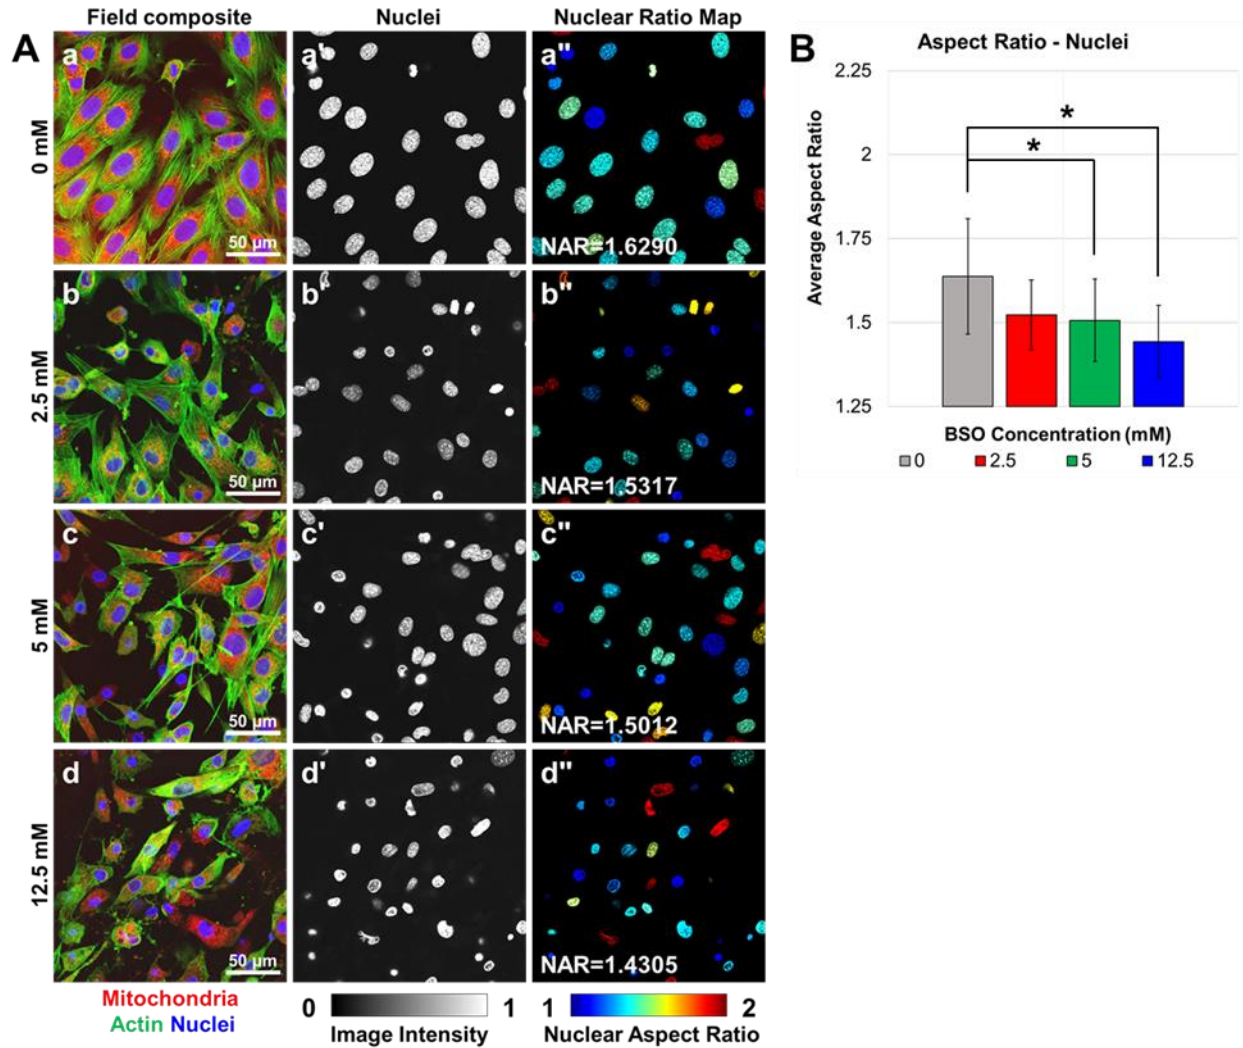 A
Field composite
Nuclei
Nuclear Ratio Map
0 mM
a
50 µm
a'
a"
NAR=1.6290
2.5 mM
b
50 µm
b'
b"
NAR=1.5317
5 mM
c
50 µm
c'
c"
NAR=1.5012
12.5 mM
d
50 µm
d'
d"
NAR=1.4305
Mitochondria
Actin Nuclei
0 1
Image Intensity
1 2
Nuclear Aspect Ratio
B
Aspect Ratio - Nuclei
Average Aspect Ratio
2.25
2
1.75
1.5
1.25
*
*
BSO Concentration (mM)
0 2.5 5 12.5